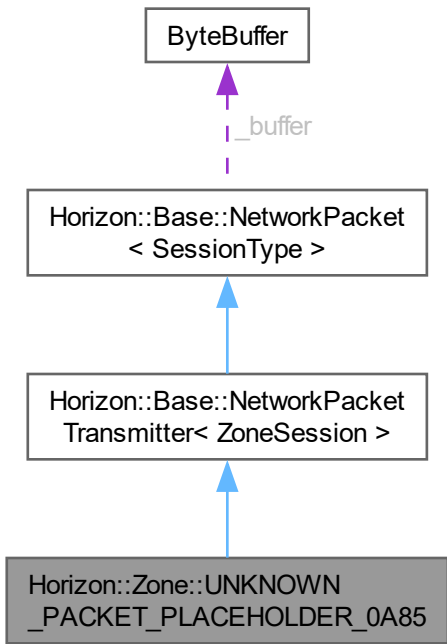 ByteBuffer
_buffer
Horizon::Base::NetworkPacket
< SessionType >
Horizon::Base::NetworkPacket
Transmitter< ZoneSession >
Horizon::Zone::UNKNOWN
_PACKET_PLACEHOLDER_0A85